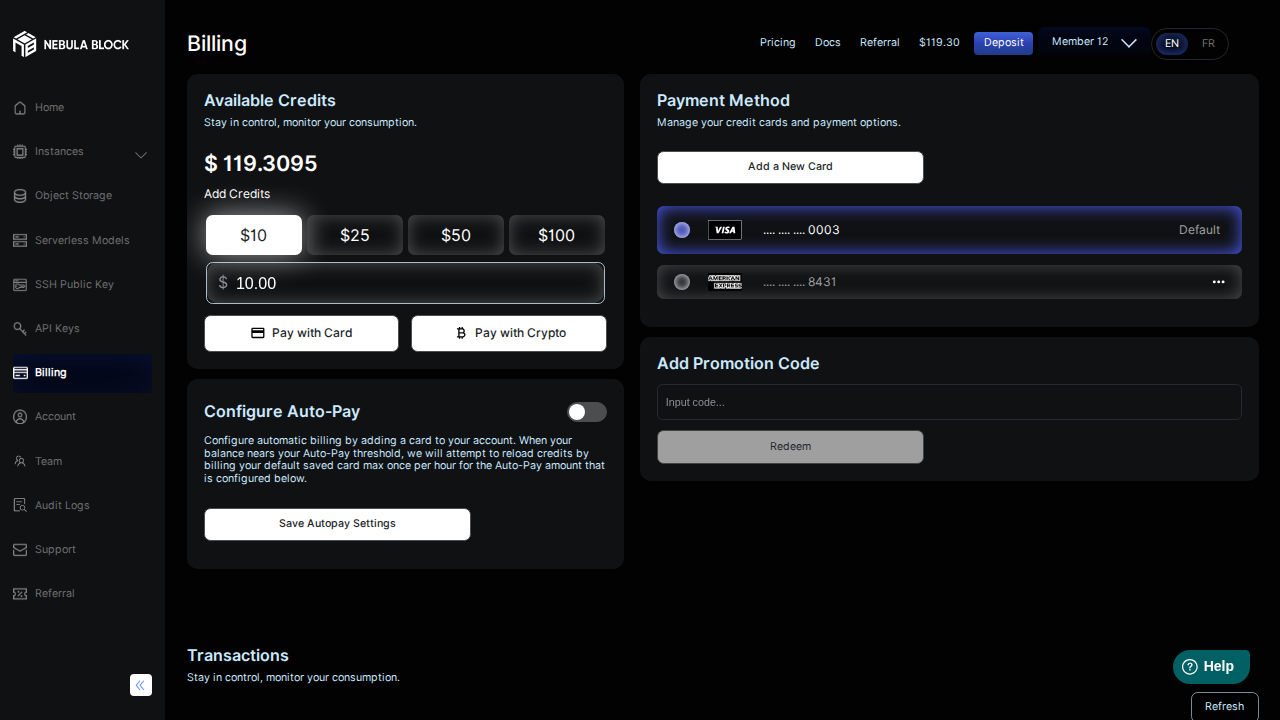 NEBULA BLOCK
Home
Instances
Object Storage
Serverless Models
SSH Public Key
API Keys
Billing
Account
Team
Audit Logs
Support
Referral
Billing
Pricing
Docs
Referral
$119.30
Deposit
Member 12
EN
FR
Available Credits
Stay in control, monitor your consumption.
$ 119.3095
Add Credits
$10
$25
$50
$100
$ 10.00
Pay with Card
Pay with Crypto
Configure Auto-Pay
Configure automatic billing by adding a card to your account. When your
balance nears your Auto-Pay threshold, we will attempt to reload credits by
billing your default saved card max once per hour for the Auto-Pay amount that
is configured below.
Save Autopay Settings
Payment Method
Manage your credit cards and payment options.
Add a New Card
VISA
.... .... .... 0003
Default
AMERICAN
EXPRESS
.... .... .... 8431
Add Promotion Code
Input code...
Redeem
Transactions
Stay in control, monitor your consumption.
Help
Refresh